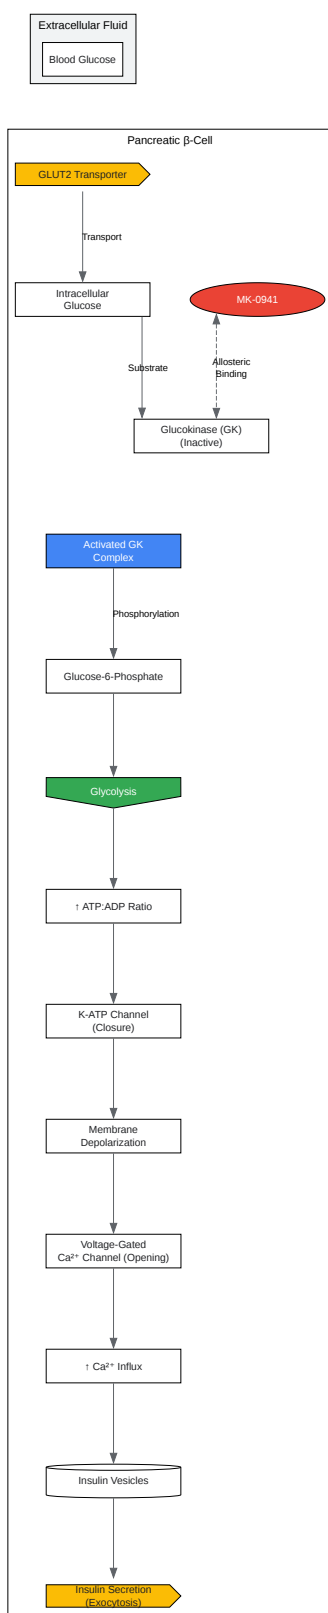 Extracellular Fluid
Blood Glucose
Pancreatic β-Cell
GLUT2 Transporter
Transport
Intracellular
Glucose
MK-0941
Substrate
Allosteric
Binding
Glucokinase (GK)
(Inactive)
Activated GK
Complex
Phosphorylation
Glucose-6-Phosphate
Glycolysis
↑ ATP:ADP Ratio
K-ATP Channel
(Closure)
Membrane
Depolarization
Voltage-Gated
Ca²⁺ Channel (Opening)
↑ Ca²⁺ Influx
Insulin Vesicles
Insulin Secretion
(Exocytosis)